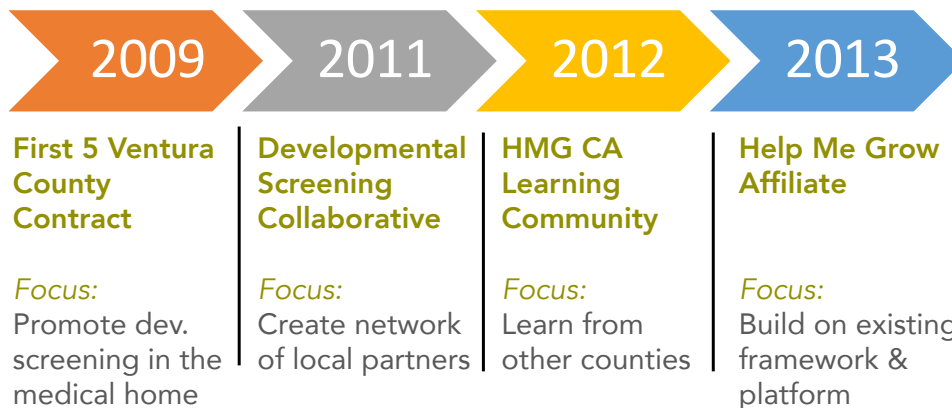 2009
2011
2012
2013
First 5 Ventura
County
Contract
Focus:
Promote dev.
screening in the
medical home
Developmental
Screening
Collaborative
Focus:
Create network
of local partners
HMG CA
Learning
Community
Focus:
Learn from
other counties
Help Me Grow
Affiliate
Focus:
Build on existing
framework &
platform